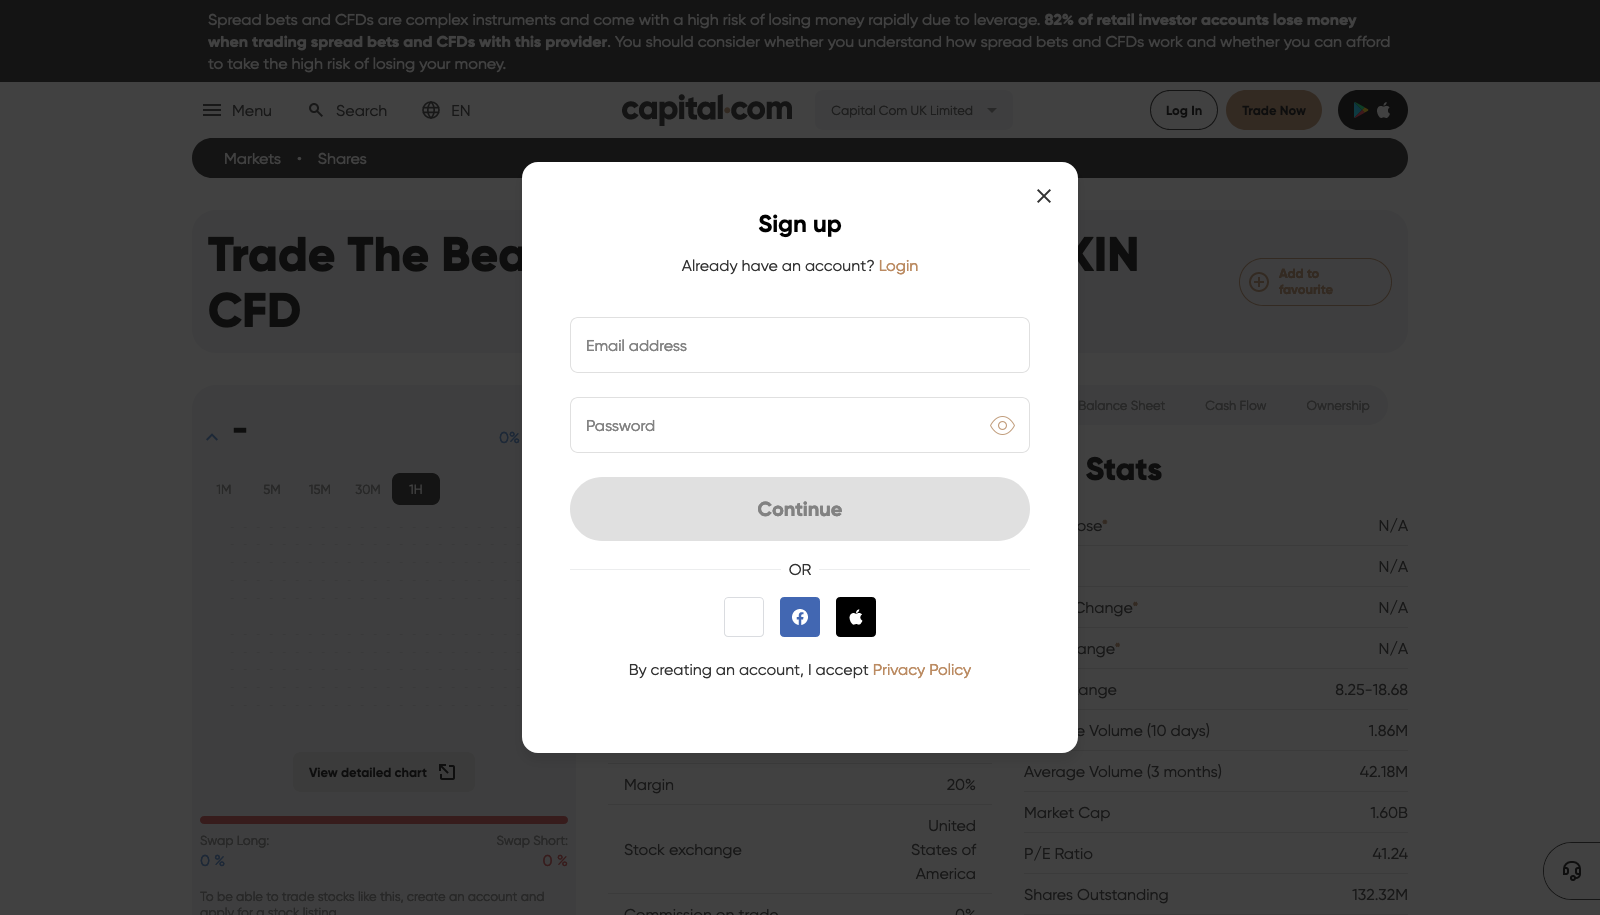 Spread bets and CFDs are complex instruments and come with a high risk of losing money rapidly due to leverage. 82% of retail investor accounts lose money
when trading spread bets and CFDs with this provider. You should consider whether you understand how spread bets and CFDs work and whether you can afford
to take the high risk of losing your money.
Menu
Search
EN
capital.com
Capital Com UK Limited
Log In
Trade Now
Markets • Shares
Trade The Bea
KIN
CFD
Add to
favourite
Sign up
Already have an account? Login
Email address
Password
Continue
OR
By creating an account, I accept Privacy Policy
-
0%
1M 5M 15M 30M 1H
View detailed chart
Swap Long:
Swap Short:
0 %
0 %
To be able to trade stocks like this, create an account and
apply for a stock listing
Margin 20%
Stock exchange
United
States of
America
Commission on trade 0%
Balance Sheet Cash Flow Ownership
Stats
ose* N/A
N/A
Change* N/A
ange* N/A
ange 8.25-18.68
e Volume (10 days) 1.86M
Average Volume (3 months) 42.18M
Market Cap 1.60B
P/E Ratio 41.24
Shares Outstanding 132.32M